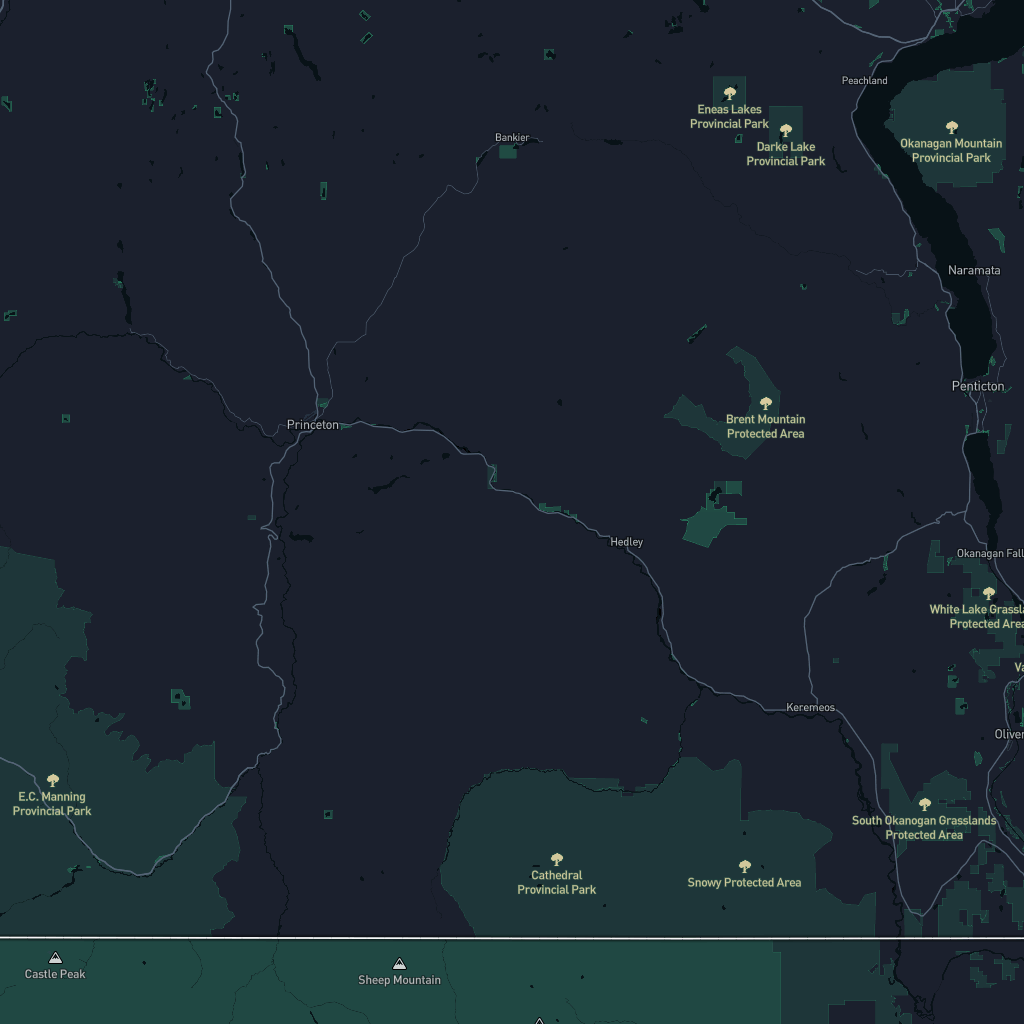 Peachland
Eneas Lakes
Provincial Park
Bankier
Darke Lake
Provincial Park
Okanagan Mountain
Provincial Park
Naramata
Penticton
Princeton
Brent Mountain
Protected Area
Hedley
Okanagan Fall
White Lake Grassla
Protected Area
Va
Keremeos
Oliver
E.C. Manning
Provincial Park
South Okanogan Grasslands
Protected Area
Cathedral
Provincial Park
Snowy Protected Area
Castle Peak
Sheep Mountain